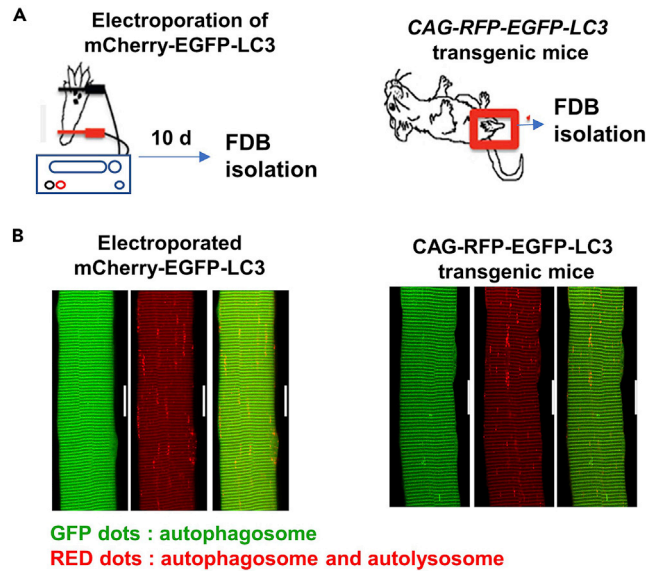 A
Electroporation of
mCherry-EGFP-LC3
10 d
FDB
isolation
CAG-RFP-EGFP-LC3
transgenic mice
FDB
isolation
B
Electroporated
mCherry-EGFP-LC3
CAG-RFP-EGFP-LC3
transgenic mice
GFP dots : autophagosome
RED dots : autophagosome and autolysosome